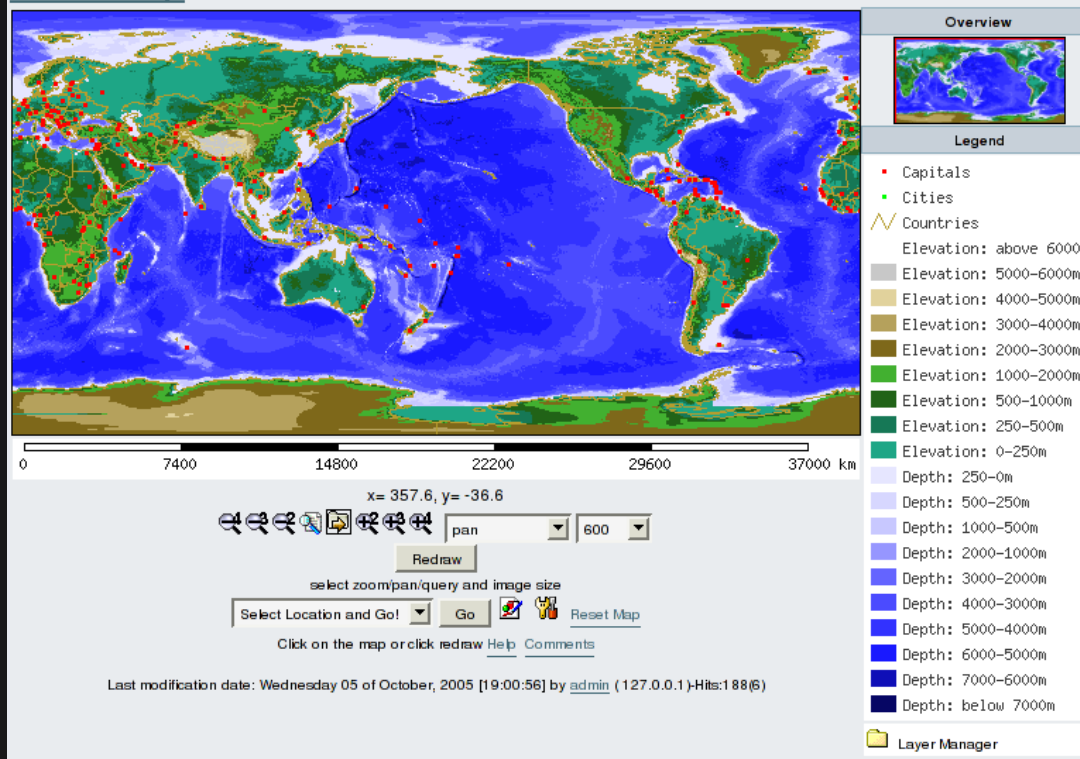 Overview
Legend
Capitals
Cities
Countries
Elevation: above 6000
Elevation: 5000-6000m
Elevation: 4000-5000m
Elevation: 3000-4000m
Elevation: 2000-3000m
Elevation: 1000-2000m
Elevation: 500-1000m
Elevation: 250-500m
Elevation: 0-250m
Depth: 250-0m
Depth: 500-250m
Depth: 1000-500m
Depth: 2000-1000m
Depth: 3000-2000m
Depth: 4000-3000m
Depth: 5000-4000m
Depth: 6000-5000m
Depth: 7000-6000m
Depth: below 7000m
Layer Manager
0 7400 14800 22200 29600 37000 km
x= 357.6, y= -36.6
4 3 2 2 3 4 pan 600
Redraw
select zoom/pan/query and image size
Select Location and Go! Go Reset Map
Click on the map or click redraw Help Comments
Last modification date: Wednesday 05 of October, 2005 [19:00:56] by admin (127.0.0.1)-Hits:188(6)